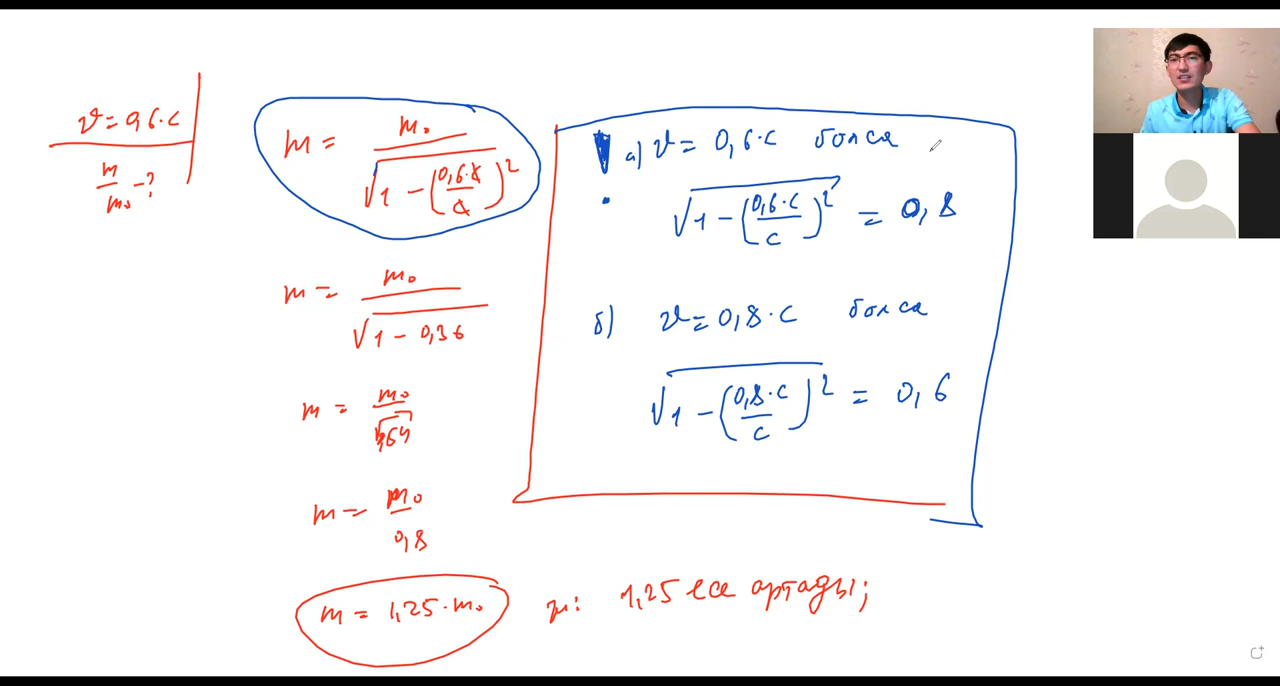 𝜗 = 0,6·c
m/m₀ - ?
m = m₀ / √(1 - (0,6·c/c)²)
m = m₀ / √(1 - 0,36)
m = m₀ / √0,64
m = m₀ / 0,8
m = 1,25·m₀
ж: 1,25 есе артады;
! а) 𝜗 = 0,6·c болса
√(1 - (0,6·c/c)²) = 0,8
б) 𝜗 = 0,8·c болса
√(1 - (0,8·c/c)²) = 0,6